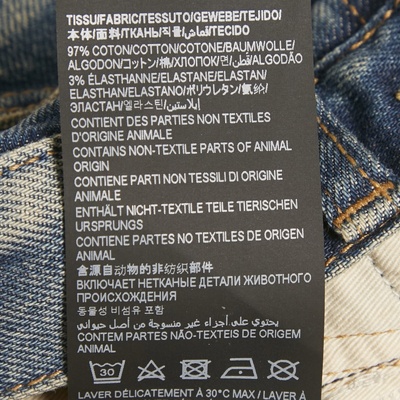 TISSU/FABRIC/TESSUTO/GEWEBE/TEJIDO/
本体/面料/ТКАНЬ/직물/قماش/TECIDO
97% COTON/COTTON/COTONE/BAUMWOLLE/
ALGODON/コットン/棉/ХЛОПОК/면/قطن/ALGODÃO
3% ÉLASTHANNE/ELASTANE/ELASTAN/
ELASTHAN/ELASTANO/ポリウレタン/氨纶/
ЭЛАСТАН/엘라스틴/إيلاستين
CONTIENT DES PARTIES NON TEXTILES
D'ORIGINE ANIMALE
CONTAINS NON-TEXTILE PARTS OF ANIMAL
ORIGIN
CONTIENE PARTI NON TESSILI DI ORIGINE
ANIMALE
ENTHÄLT NICHT-TEXTILE TEILE TIERISCHEN
URSPRUNGS
CONTIENE PARTES NO TEXTILES DE ORIGEN
ANIMAL
含源自动物的非纺织部件
ВКЛЮЧАЕТ НЕТКАНЫЕ ДЕТАЛИ ЖИВОТНОГО
ПРОИСХОЖДЕНИЯ
동물성 비섬유 포함
يحتوي على أجزاء غير منسوجة من أصل حيواني
CONTEM PARTES NÃO-TEXTEIS DE ORIGEM
ANIMAL
30
LAVER DÉLICATEMENT À 30°C MAX / LAVER À